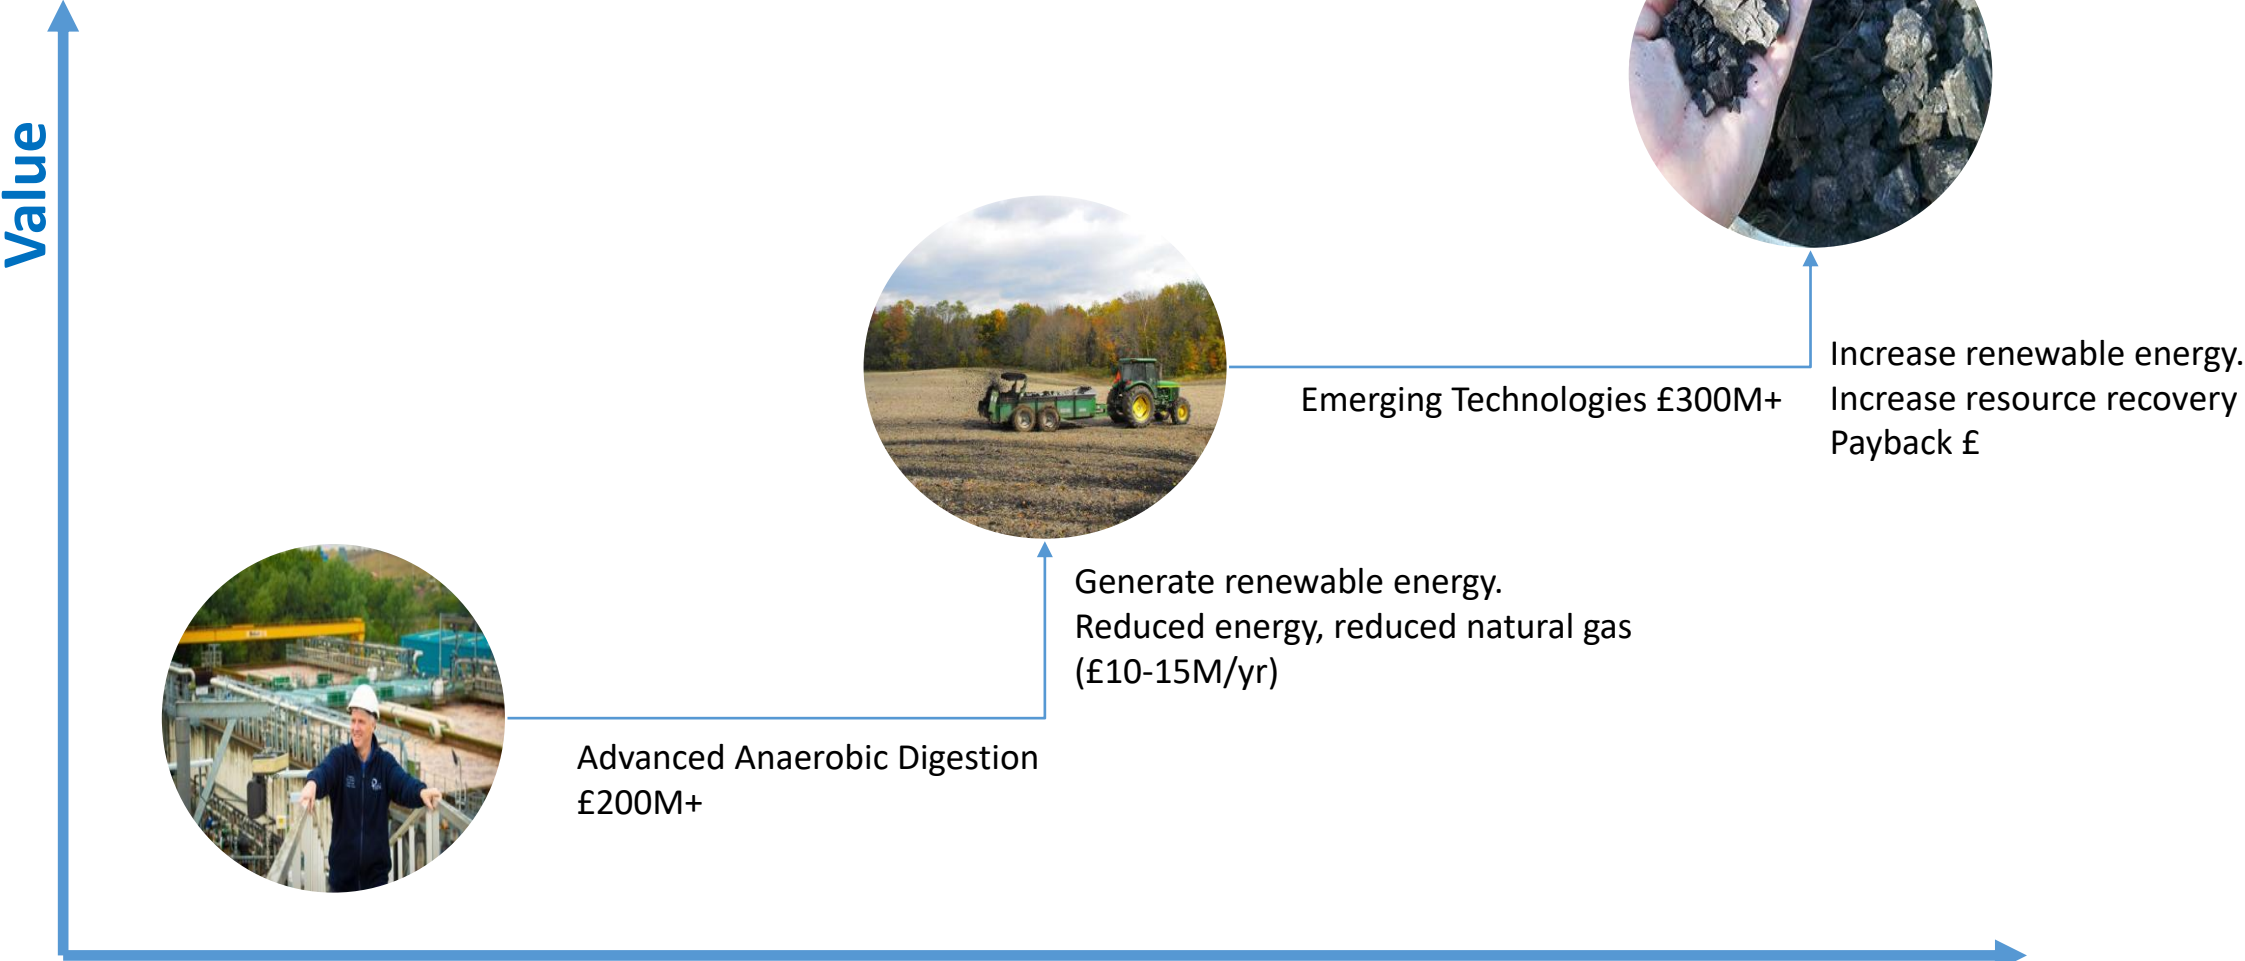 Value
Increase renewable energy.
Emerging Technologies £300M+
Increase resource recovery
Payback £
Generate renewable energy.
Reduced energy, reduced natural gas
(£10-15M/yr)
Advanced Anaerobic Digestion
£200M+